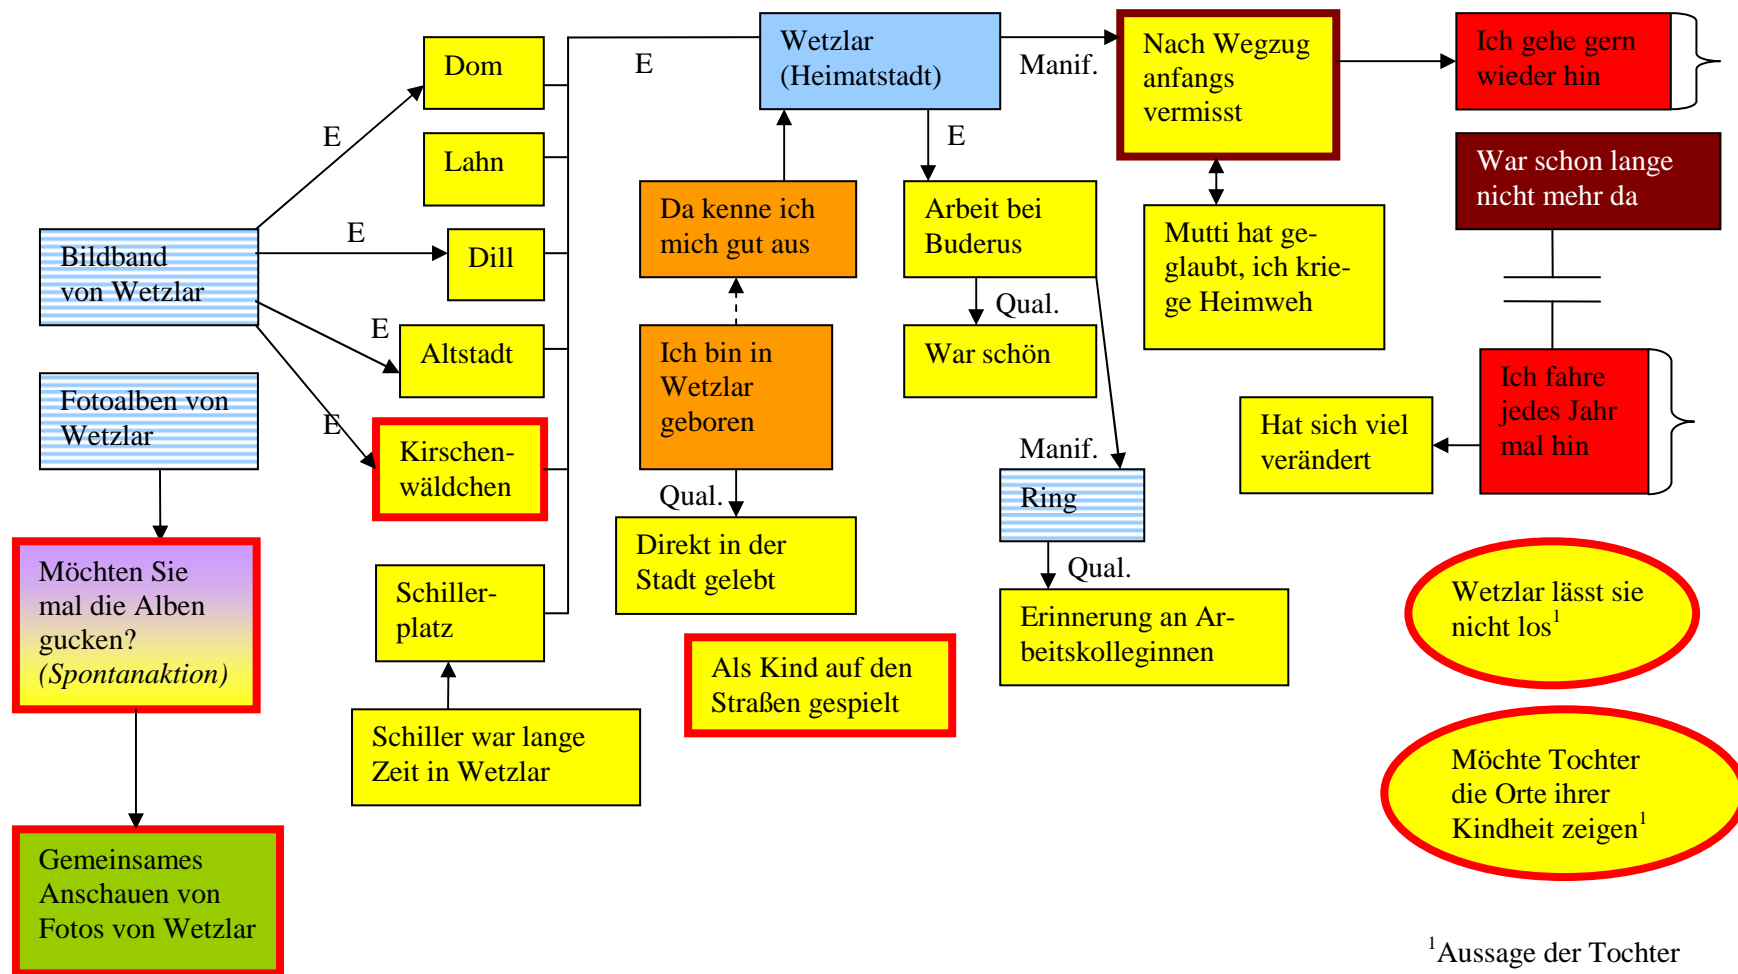 Dom
E
Wetzlar
(Heimatstadt)
Manif.
Nach Wegzug
anfangs
vermisst
Ich gehe gern
wieder hin
E
Lahn
E
War schon lange
nicht mehr da
Bildband
von Wetzlar
E
Dill
Da kenne ich
mich gut aus
Arbeit bei
Buderus
Mutti hat ge-
glaubt, ich krie-
ge Heimweh
E
Altstadt
Ich bin in
Wetzlar
geboren
Qual.
War schön
Ich fahre
jedes Jahr
mal hin
Fotoalben von
Wetzlar
E
Kirschen-
wäldchen
Hat sich viel
verändert
Manif.
Ring
Qual.
Direkt in der
Stadt gelebt
Qual.
Möchten Sie
mal die Alben
gucken?
(Spontanaktion)
Schiller-
platz
Erinnerung an Ar-
beitskolleginnen
Wetzlar lässt sie
nicht los¹
Als Kind auf den
Straßen gespielt
Schiller war lange
Zeit in Wetzlar
Möchte Tochter
die Orte ihrer
Kindheit zeigen¹
Gemeinsames
Anschauen von
Fotos von Wetzlar
¹Aussage der Tochter